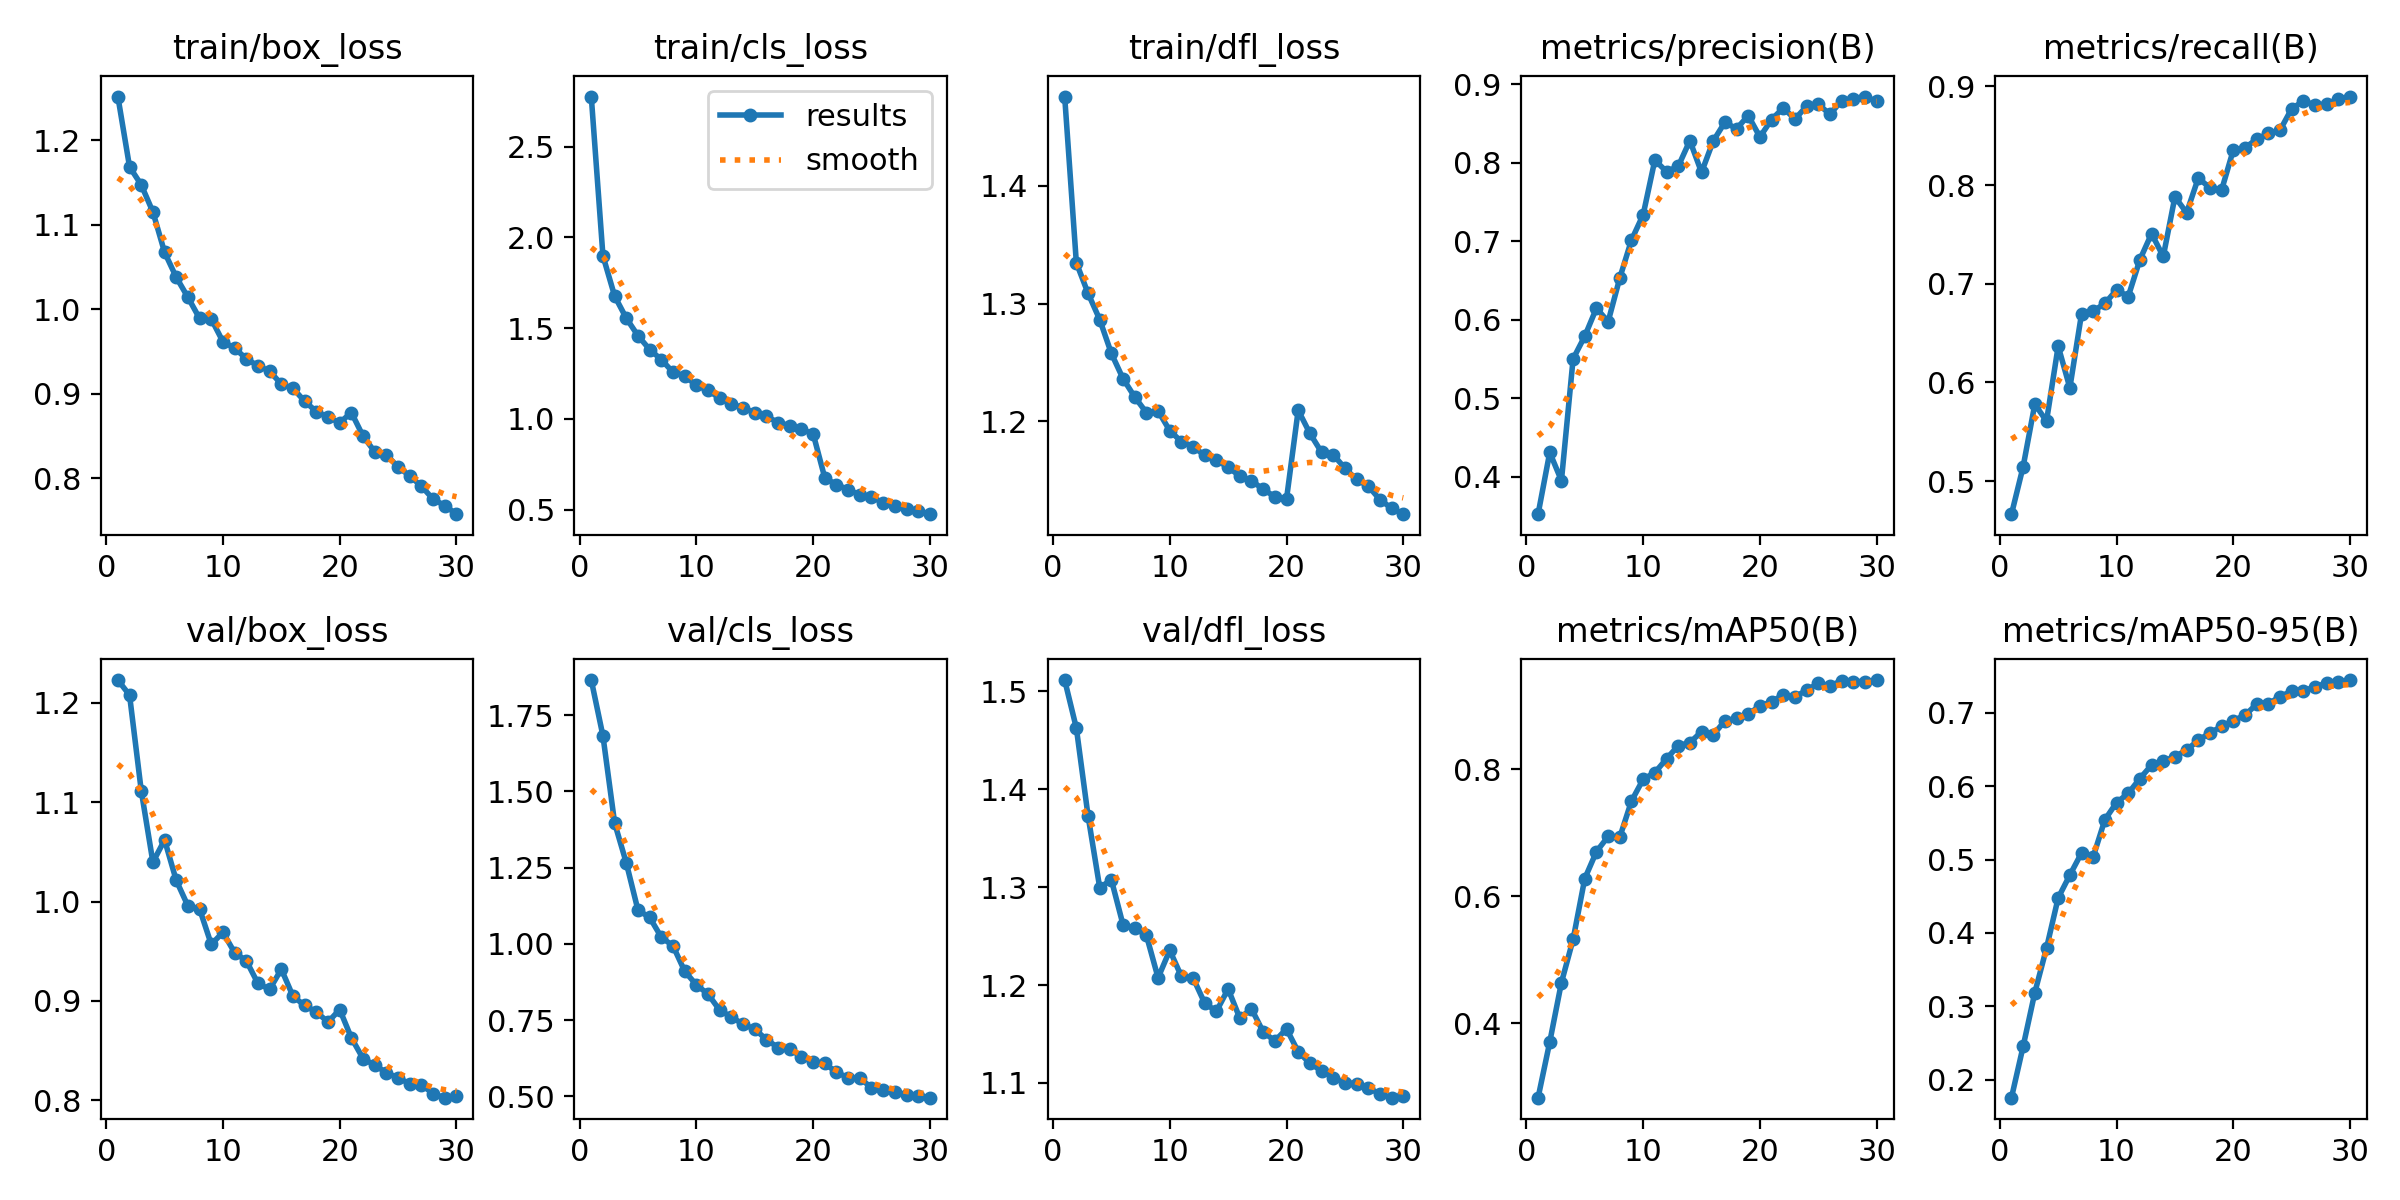 train/box_loss
train/cls_loss
train/dfl_loss
metrics/precision(B)
metrics/recall(B)
results
smooth
1.2
1.1
1.0
0.9
0.8
0 10 20 30
2.5
2.0
1.5
1.0
0.5
0 10 20 30
1.4
1.3
1.2
0 10 20 30
0.9
0.8
0.7
0.6
0.5
0.4
0 10 20 30
0.9
0.8
0.7
0.6
0.5
0 10 20 30
val/box_loss
val/cls_loss
val/dfl_loss
metrics/mAP50(B)
metrics/mAP50-95(B)
1.2
1.1
1.0
0.9
0.8
0 10 20 30
1.75
1.50
1.25
1.00
0.75
0.50
0 10 20 30
1.5
1.4
1.3
1.2
1.1
0 10 20 30
0.8
0.6
0.4
0 10 20 30
0.7
0.6
0.5
0.4
0.3
0.2
0 10 20 30